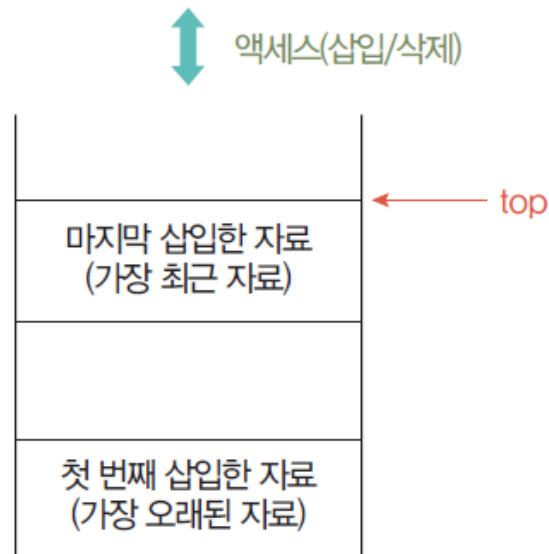 액세스(삽입/삭제)
top
마지막 삽입한 자료
(가장 최근 자료)
첫 번째 삽입한 자료
(가장 오래된 자료)